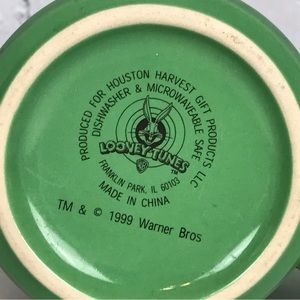 PRODUCED FOR HOUSTON HARVEST GIFT PRODUCTS LLC
DISHWASHER & MICROWAVEABLE SAFE
LOONEY TUNES
FRANKLIN PARK, IL 60103
MADE IN CHINA
TM & © 1999 Warner Bros